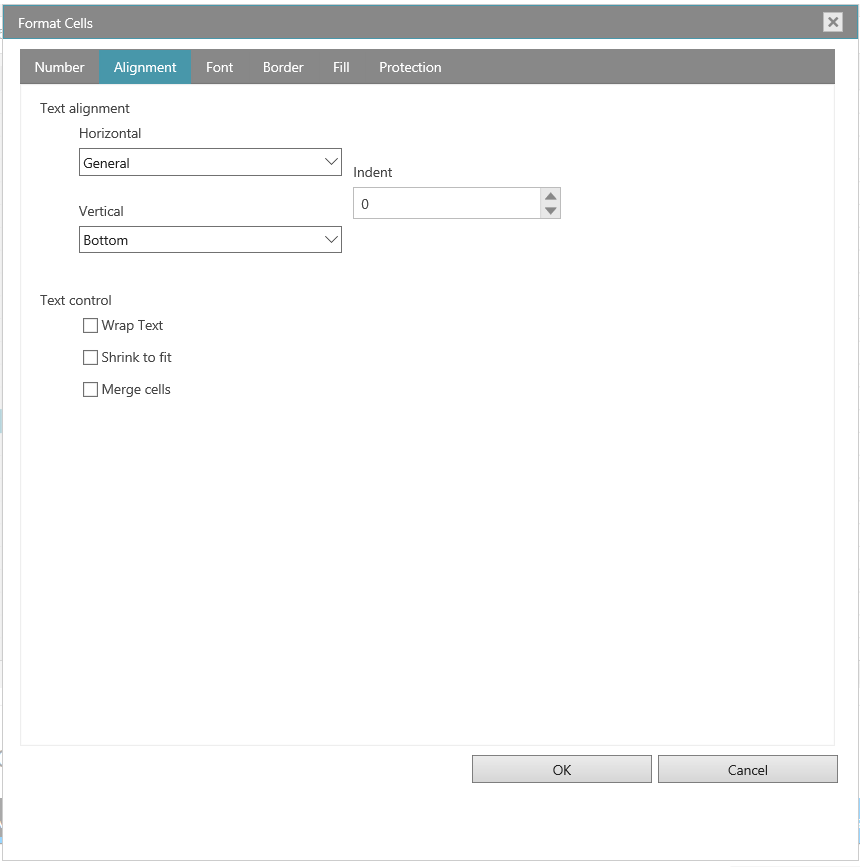 Format Cells
Number Alignment Font Border Fill Protection
Text alignment
Horizontal
General
Indent
0
Vertical
Bottom
Text control
Wrap Text
Shrink to fit
Merge cells
OK Cancel